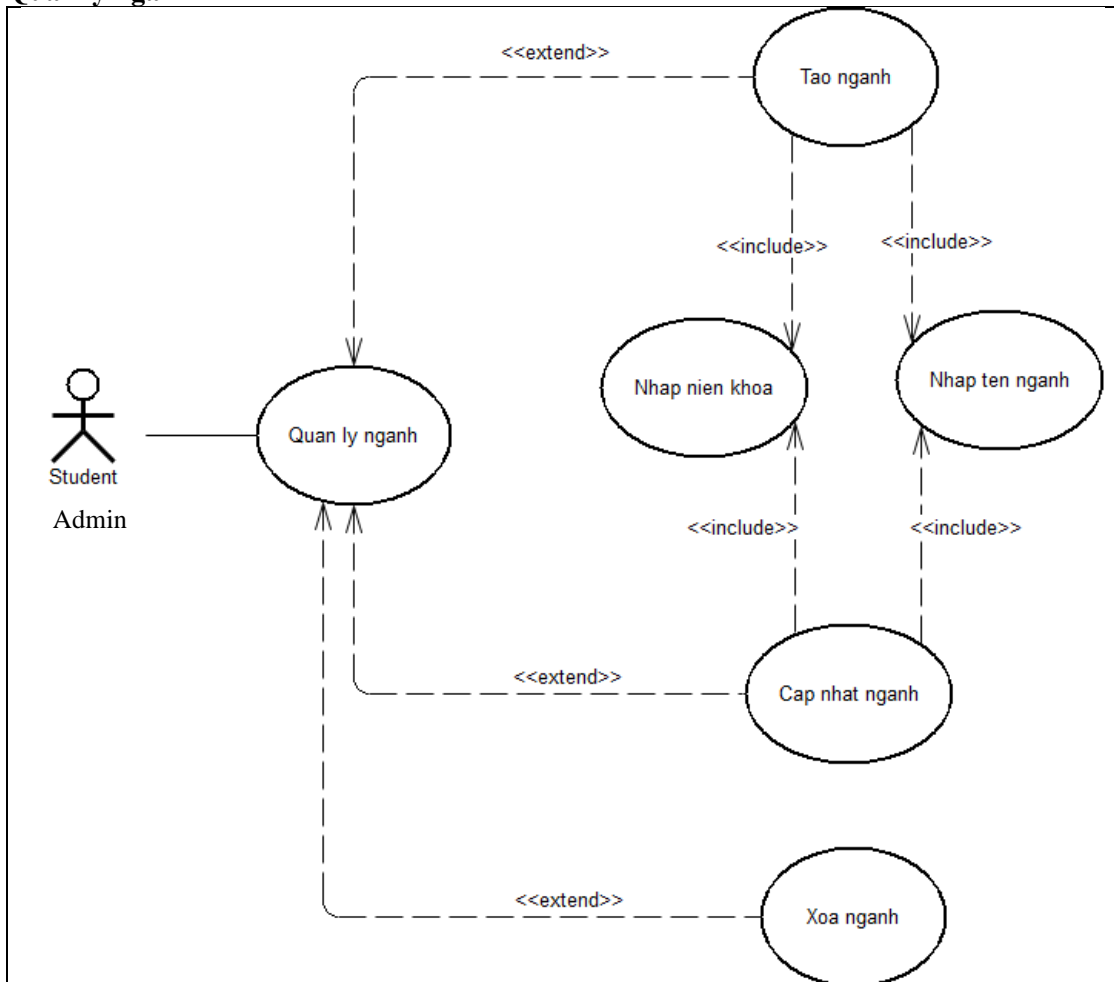 <<extend>>
Tao nganh
<<include>>
<<include>>
Nhap nien khoa
Nhap ten nganh
Quan ly nganh
Student
Admin
<<include>>
<<include>>
<<extend>>
Cap nhat nganh
<<extend>>
Xoa nganh